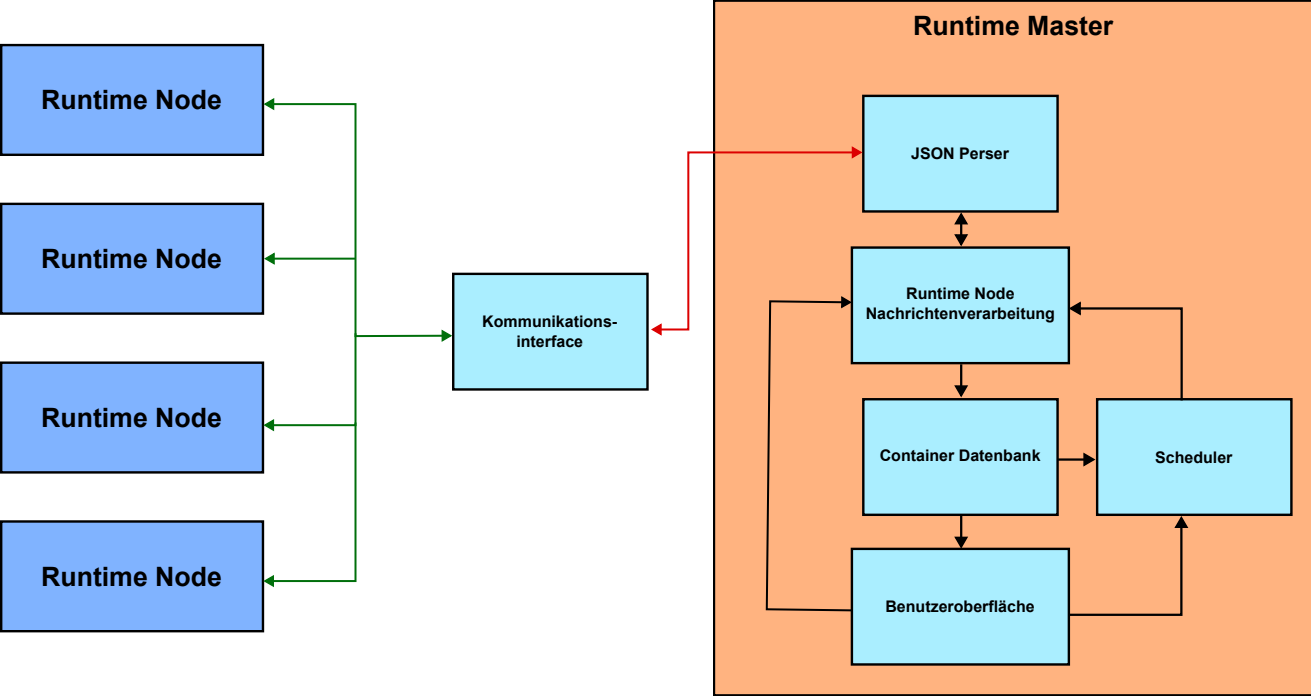 Runtime Master
Runtime Node
Runtime Node
Runtime Node
Runtime Node
Kommunikations-
interface
JSON Perser
Runtime Node
Nachrichtenverarbeitung
Container Datenbank
Scheduler
Benutzeroberfläche